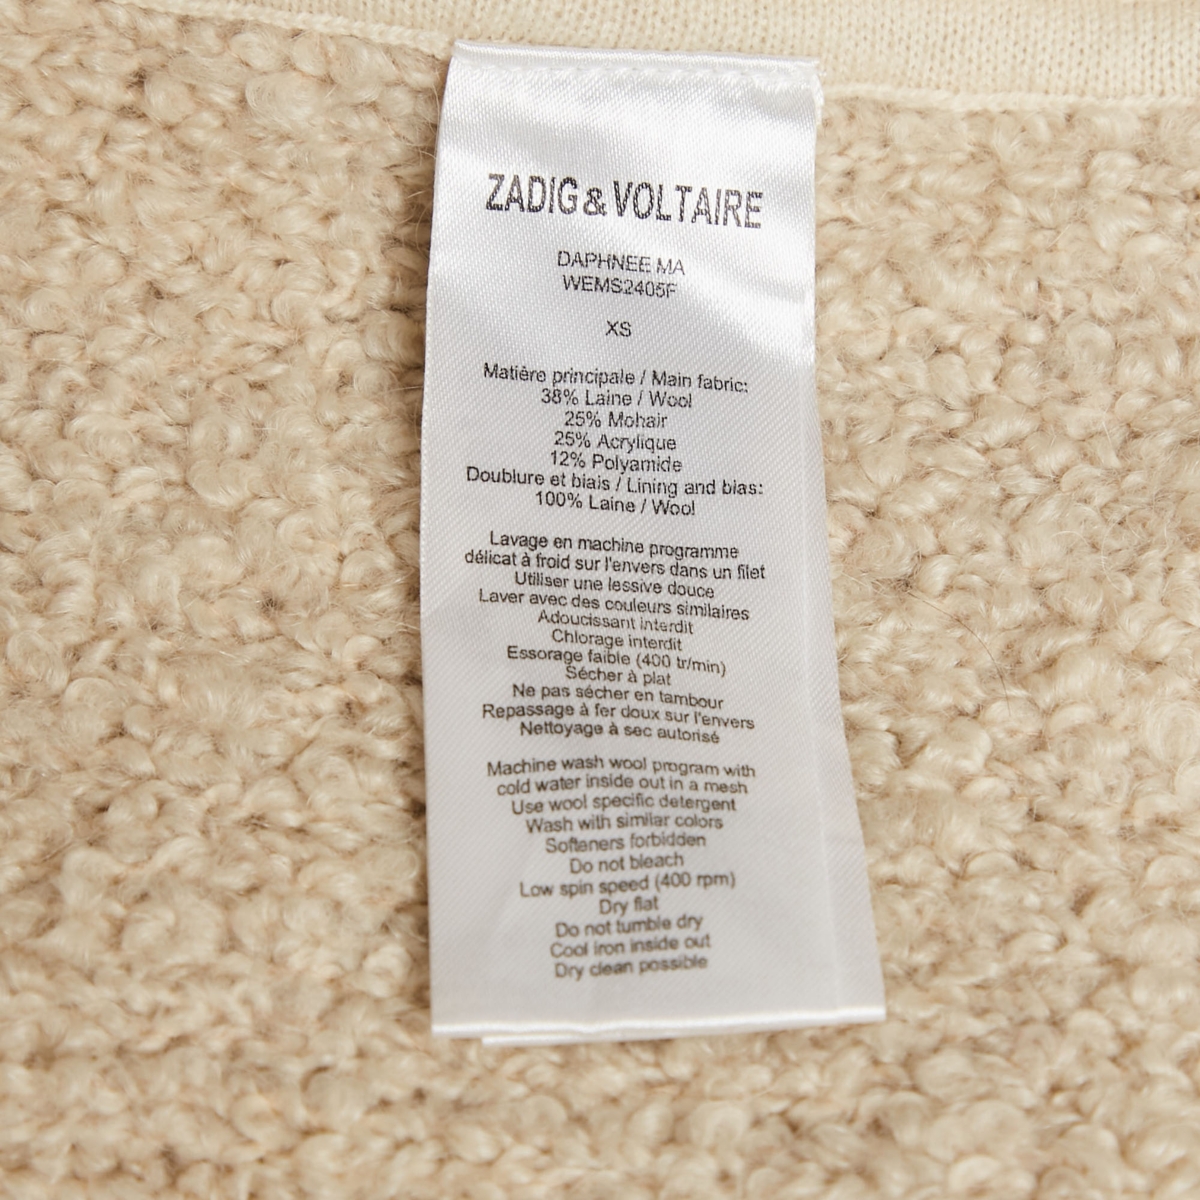 ZADIG & VOLTAIRE
DAPHNEE MA
WEMS2405F
XS
Matière principale / Main fabric:
38% Laine / Wool
25% Mohair
25% Acrylique
12% Polyamide
Doublure et biais / Lining and bias:
100% Laine / Wool
Lavage en machine programme
délicat à froid sur l'envers dans un filet
Utiliser une lessive douce
Laver avec des couleurs similaires
Adoucissant interdit
Chlorage interdit
Essorage faible (400 tr/min)
Sécher à plat
Ne pas sécher en tambour
Repassage à fer doux sur l'envers
Nettoyage à sec autorisé
Machine wash wool program with
cold water inside out in a mesh
Use wool specific detergent
Wash with similar colors
Softeners forbidden
Do not bleach
Low spin speed (400 rpm)
Dry flat
Do not tumble dry
Cool iron inside out
Dry clean possible